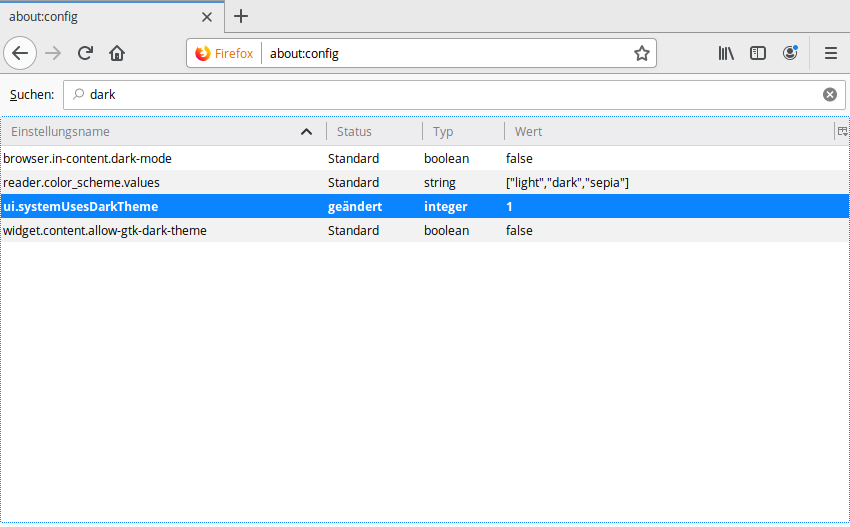 about:config
Firefox about:config
Suchen: dark
Einstellungsname Status Typ Wert
browser.in-content.dark-mode Standard boolean false
reader.color_scheme.values Standard string ["light","dark","sepia"]
ui.systemUsesDarkTheme geändert integer 1
widget.content.allow-gtk-dark-theme Standard boolean false